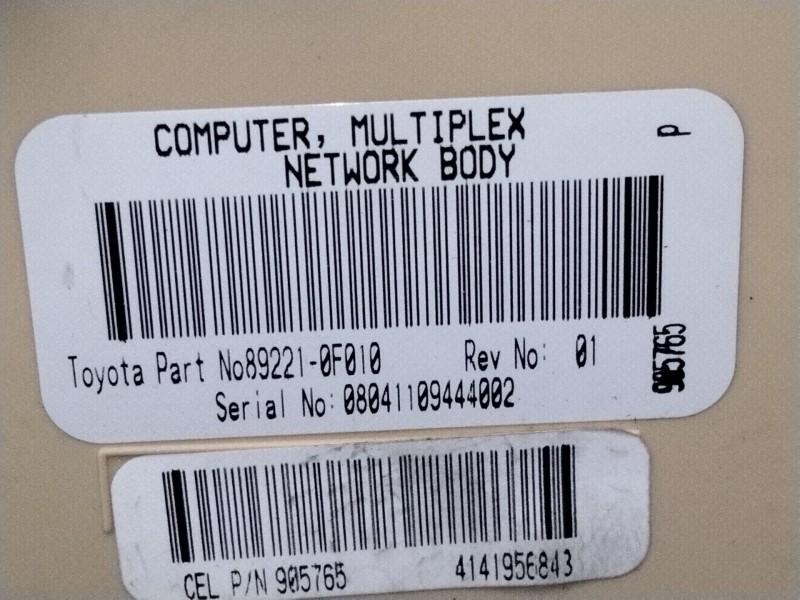 COMPUTER, MULTIPLEX
NETWORK BODY
P
Toyota Part No89221-0F010 Rev No: 01
Serial No: 08041109444002
905765
CEL P/N 905765 4141956843